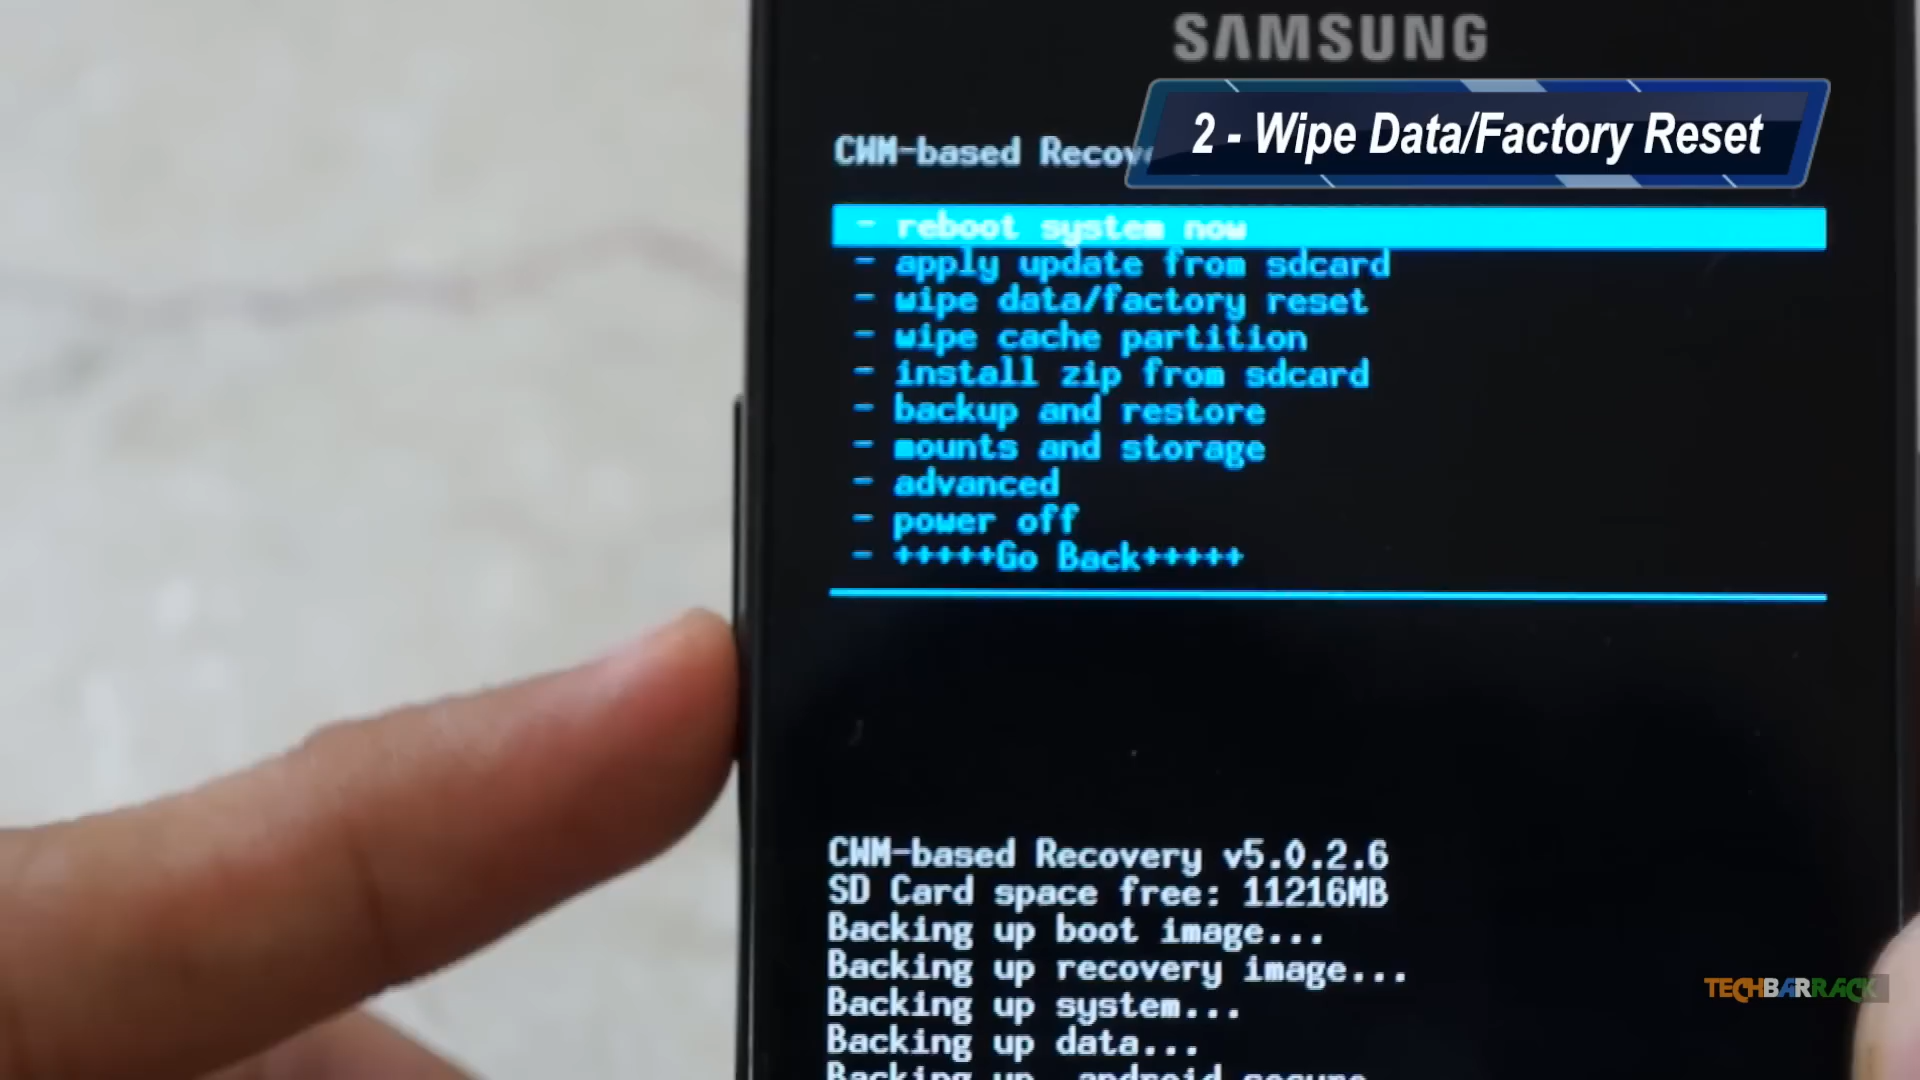 SAMSUNG
2 - Wipe Data/Factory Reset
CWM-based
- reboot system now
- apply update from sdcard
- wipe data/factory reset
- wipe cache partition
- install zip from sdcard
- backup and restore
- mounts and storage
- advanced
- power off
- +++++Go Back+++++
CWM-based Recovery v5.0.2.6
SD Card space free: 11216MB
Backing up boot image...
Backing up recovery image...
Backing up system...
Backing up data...
Backing up
TECHBARRACK